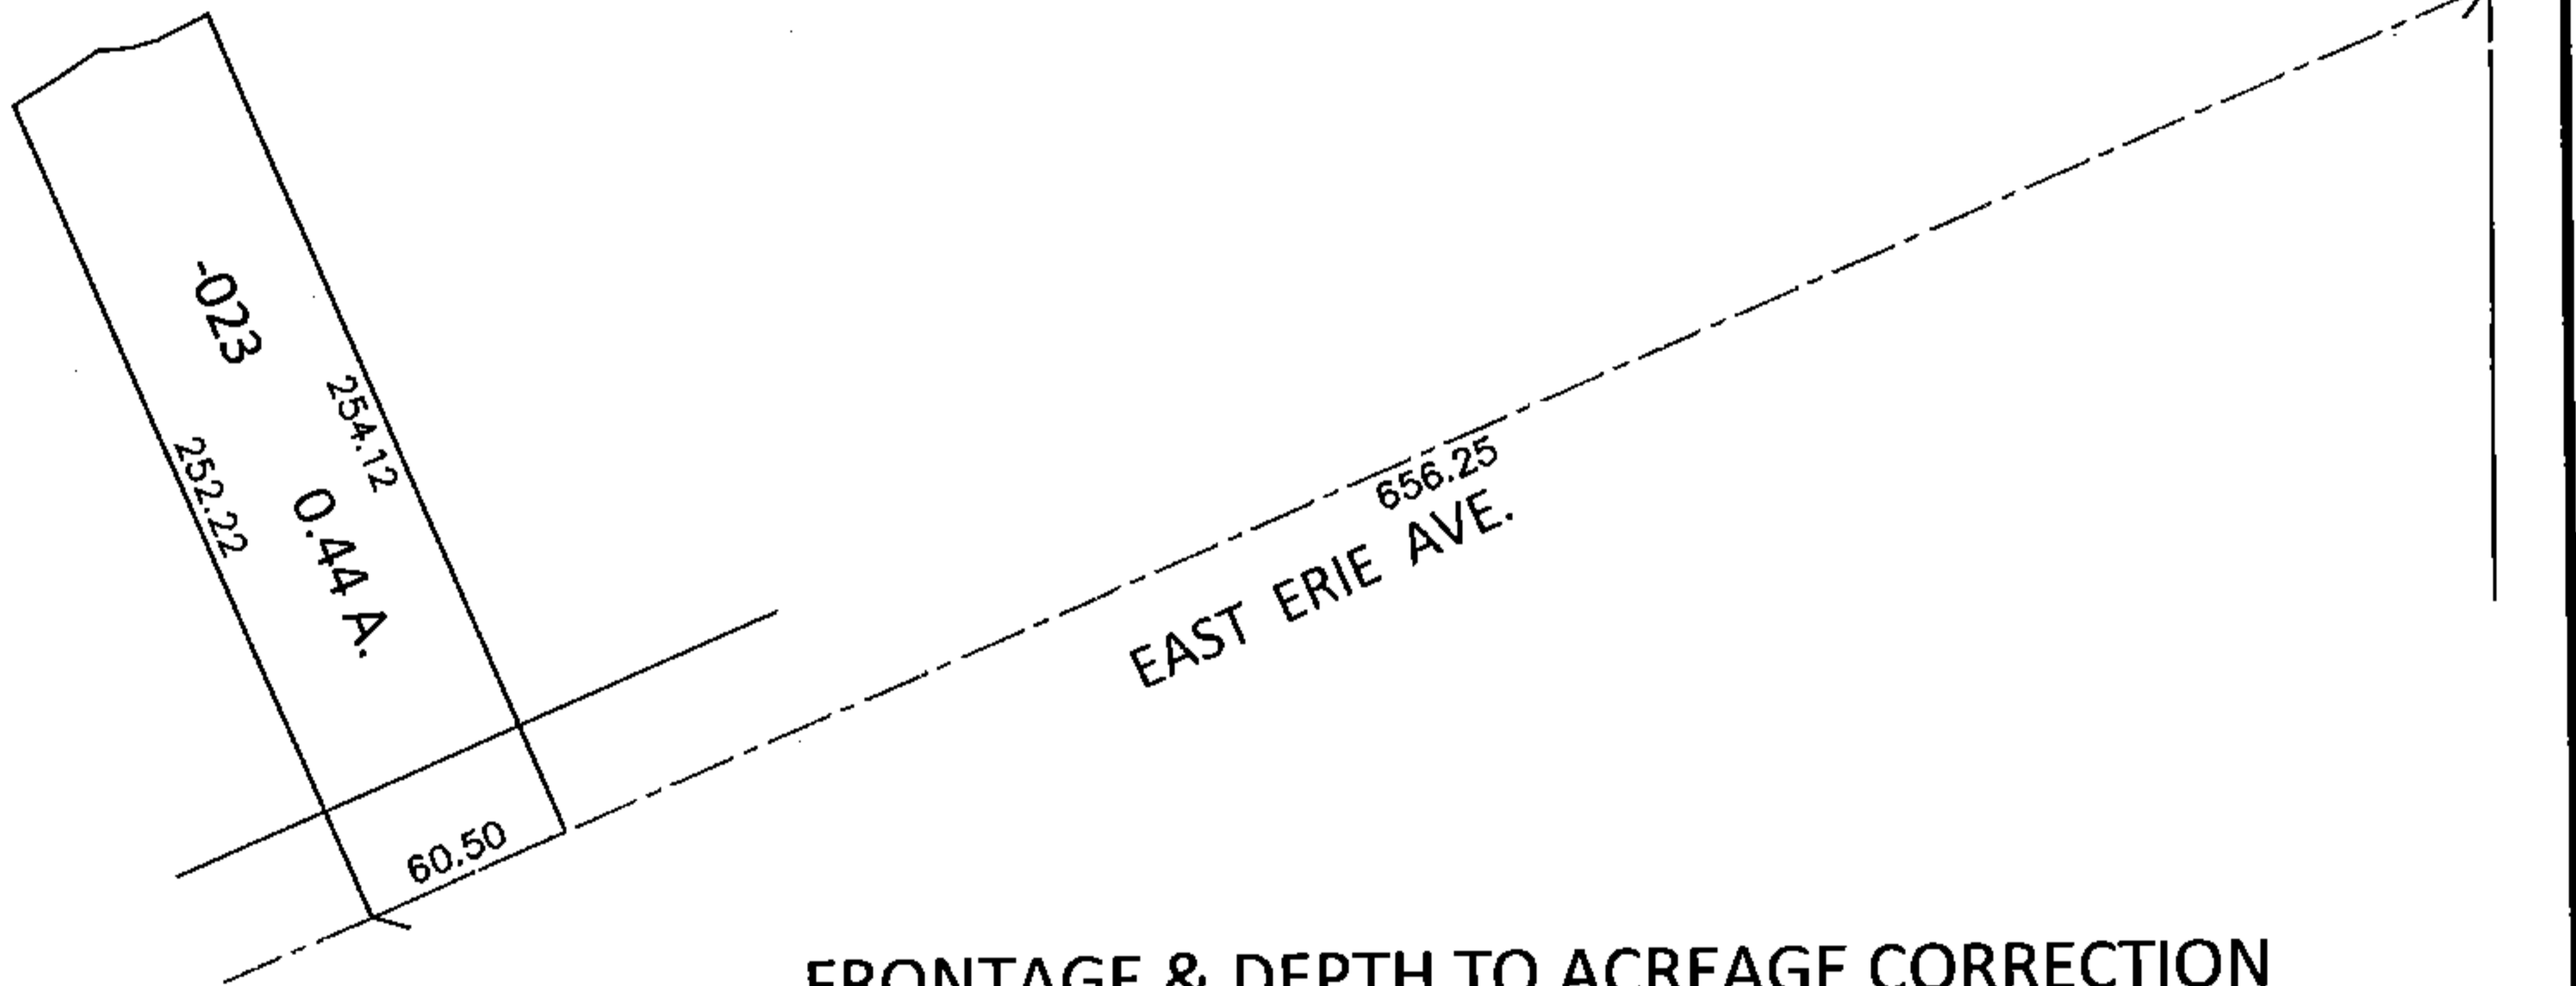 -023
254.12
252.22
0.44 A.
656.25
EAST ERIE AVE.
60.50
FRONTAGE & DEPTH TO ACREAGE CORRECTION